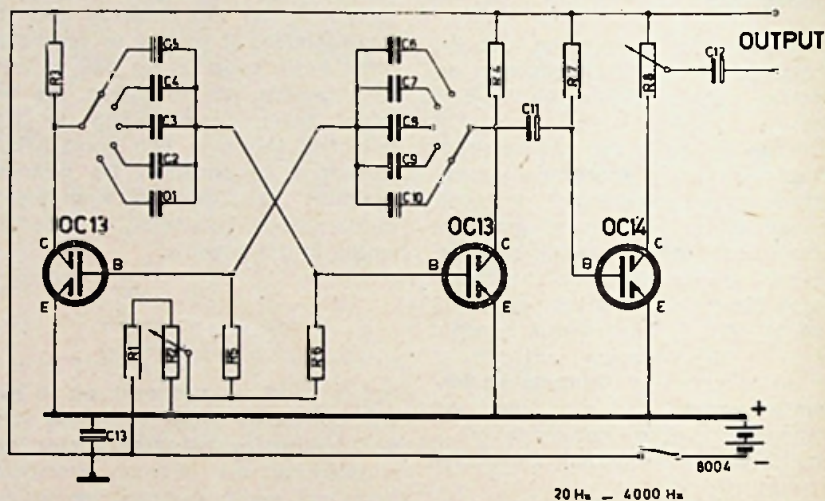 OUTPUT
C5
C6
R3
C4
C7
R4
R7
R8
C12
C3
C8
C11
C2
C9
C1
C10
OC13
OC13
OC14
C
B
E
C
B
E
C
B
E
R1
R2
R5
R6
C13
+
-
8004
20 Hz - 4000 Hz